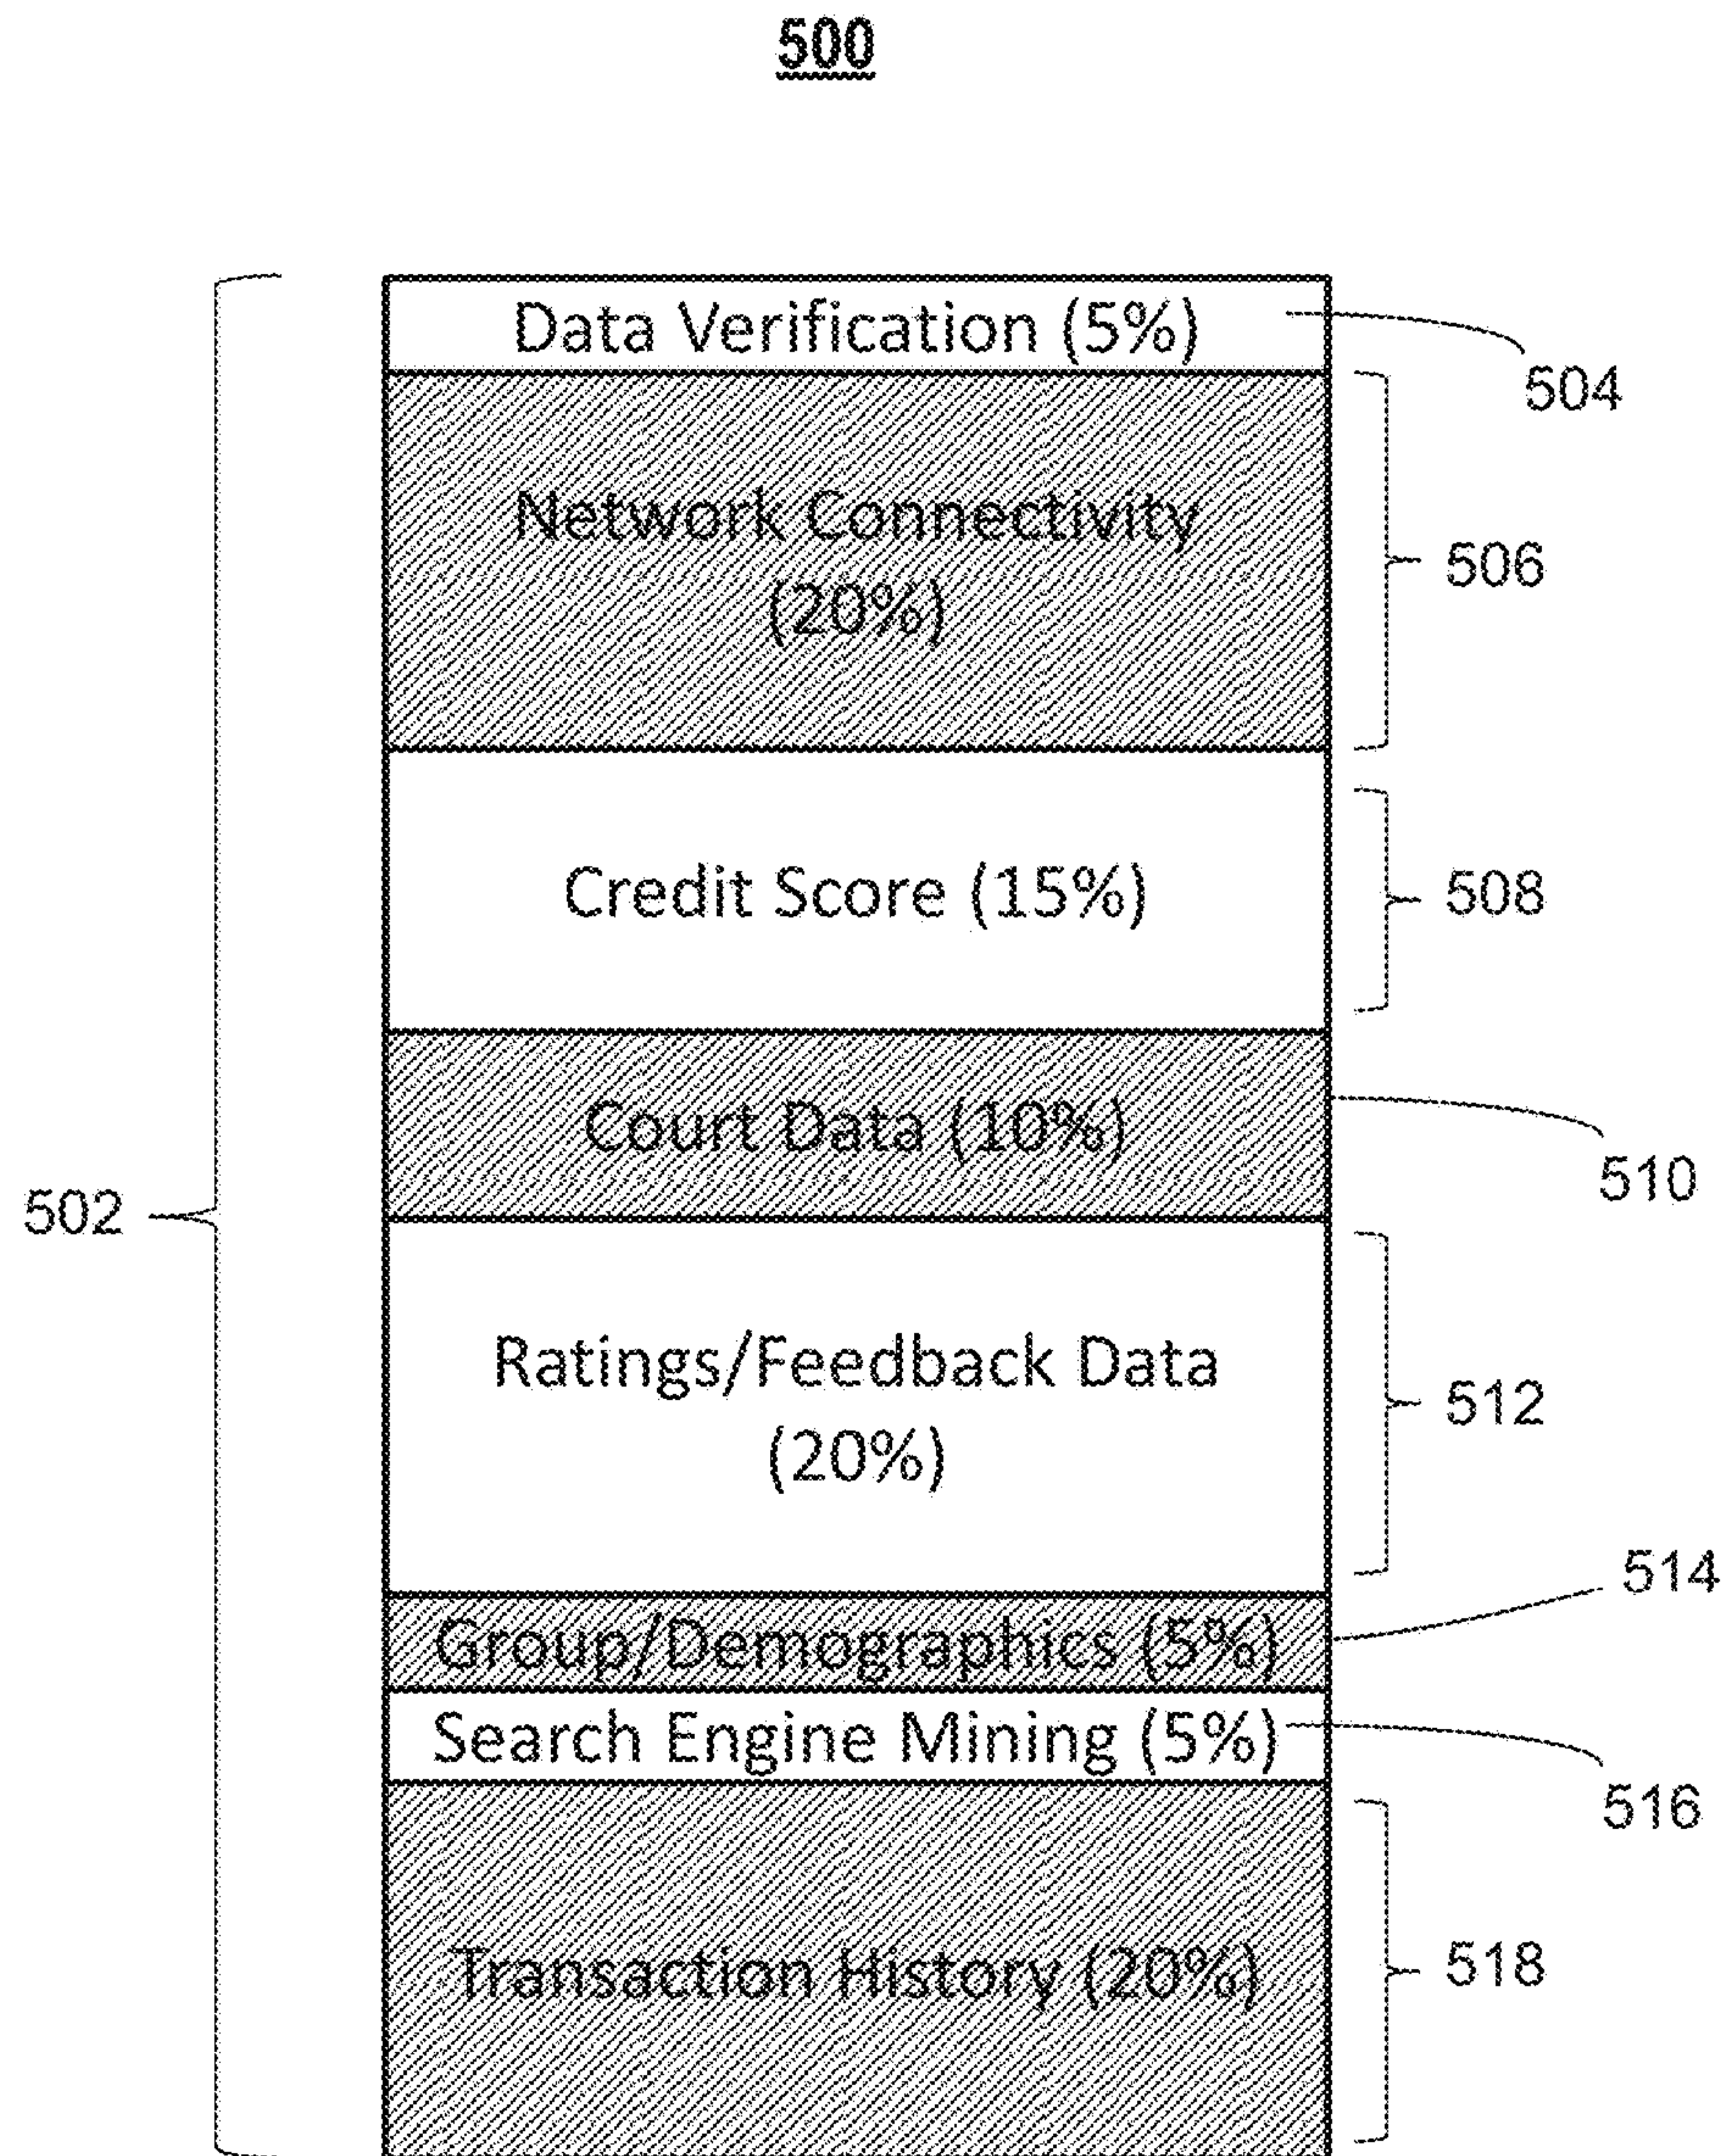 500
Data Verification (5%)
504
Network Connectivity
(20%)
506
Credit Score (15%)
508
Court Data (10%)
510
502
Ratings/Feedback Data
(20%)
512
514
Group/Demographics (5%)
Search Engine Mining (5%)
516
Transaction History (20%)
518